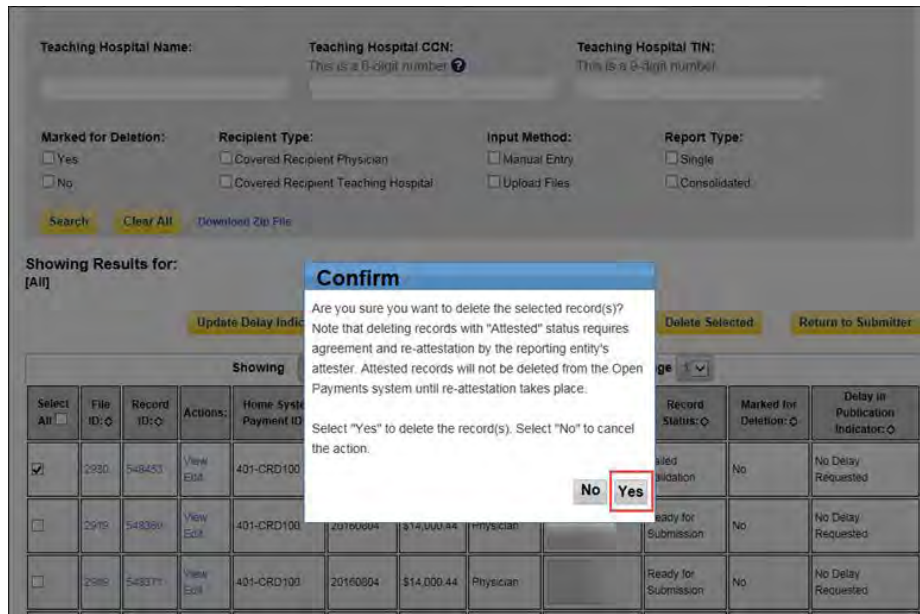 Teaching Hospital Name: Teaching Hospital CCN: Teaching Hospital TIN:
This is a 6-digit number ? This is a 9-digit number
Marked for Deletion: Recipient Type: Input Method: Report Type:
Yes Covered Recipient Physician Manual Entry Single
No Covered Recipient Teaching Hospital Upload Files Consolidated
Search Clear All Download Zip File
Showing Results for:
[All]
Confirm
Are you sure you want to delete the selected record(s)?
Note that deleting records with "Attested" status requires
agreement and re-attestation by the reporting entity's
attester. Attested records will not be deleted from the Open
Payments system until re-attestation takes place.
Select "Yes" to delete the record(s). Select "No" to cancel
the action.
No Yes
Update Delay Indic Delete Selected Return to Submitter
Showing ge 1
Select All File ID: Record ID: Actions: Home Syste Payment ID Record Status: Marked for Deletion: Delay in Publication Indicator:
2930 548453 View Edit 401-CRD100 ailed alidation No No Delay Requested
View Edit 401-CRD100 20160804 $14,000.44 Physician eady for Submission No No Delay Requested
View Edit 401-CRD100 20160804 $14,000.44 Physician Ready for Submission No No Delay Requested